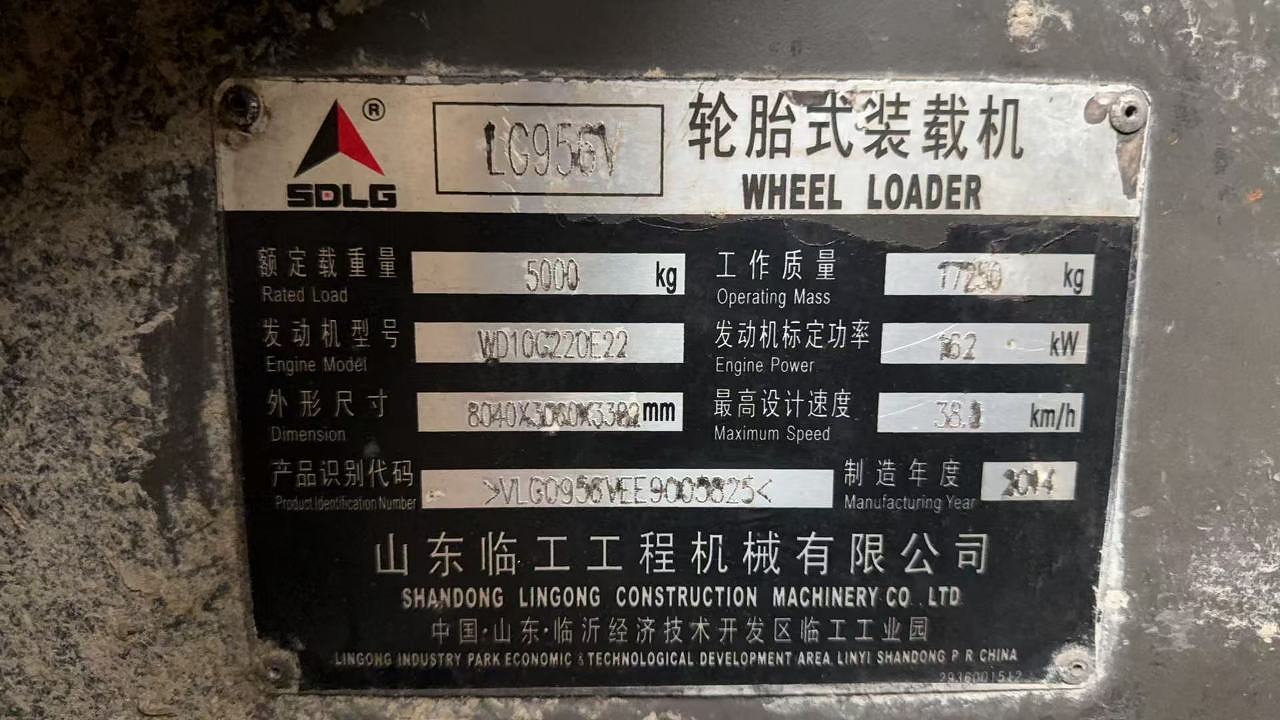 SDLG ®
LG956V
轮胎式装载机
WHEEL LOADER
额定载重量 5000 kg
Rated Load
工作质量 17250 kg
Operating Mass
发动机型号 WD10G220E22
Engine Model
发动机标定功率 162 kW
Engine Power
外形尺寸 mm
Dimension
最高设计速度 km/h
Maximum Speed
产品识别代码 >VLG0956VEE9005825<
Product Identification Number
制造年度 2014
Manufacturing Year
山东临工工程机械有限公司
SHANDONG LINGONG CONSTRUCTION MACHINERY CO.,LTD
中国·山东·临沂经济技术开发区临工工业园
LINGONG INDUSTRY PARK ECONOMIC & TECHNOLOGICAL DEVELOPMENT AREA LINYI SHANDONG P R CHINA